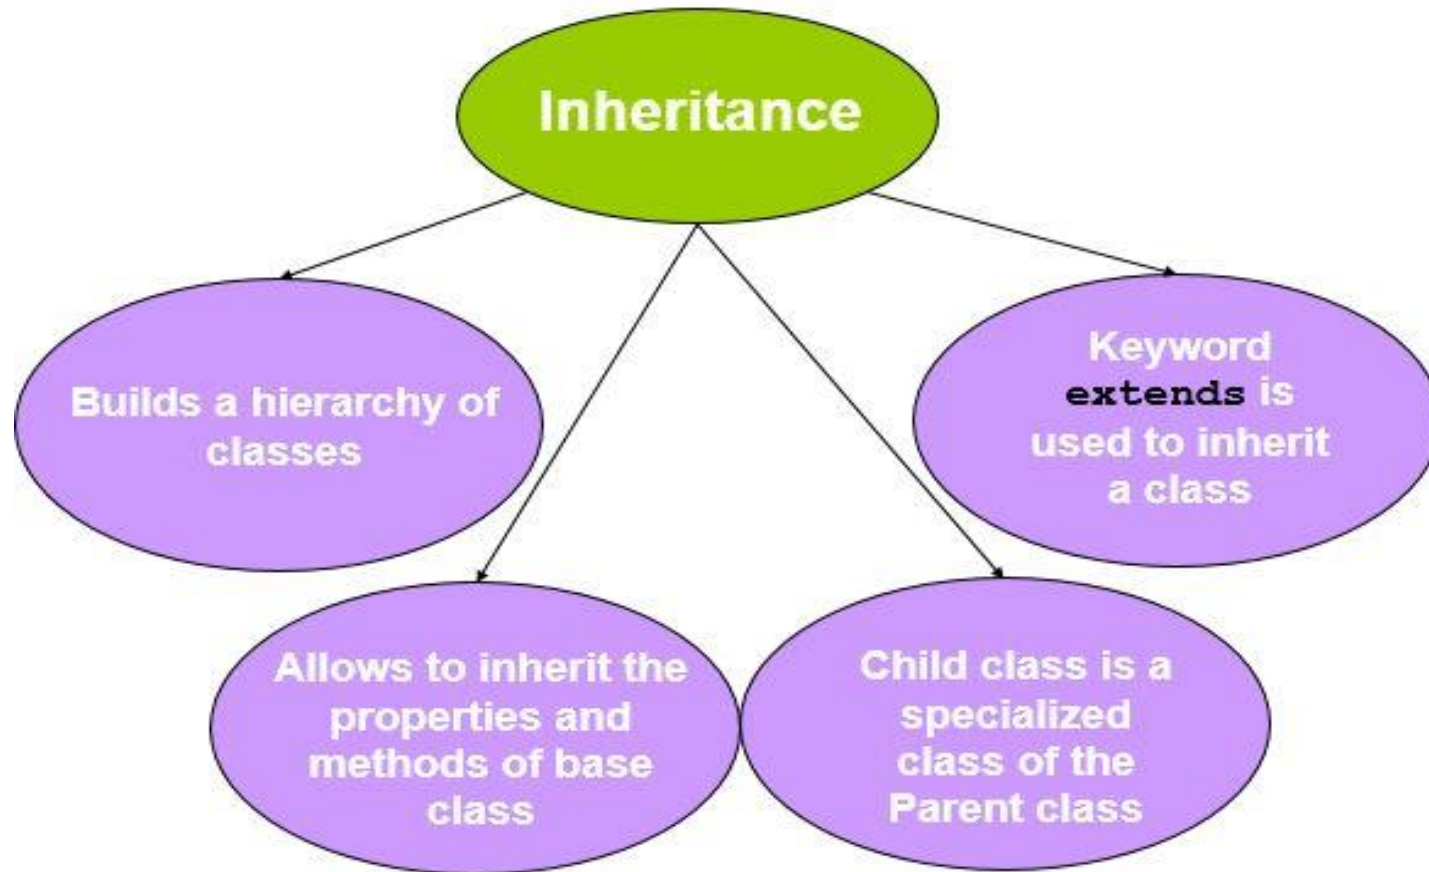 Inheritance
Builds a hierarchy of
classes
Allows to inherit the
properties and
methods of base
class
Child class is a
specialized
class of the
Parent class
Keyword
extends is
used to inherit
a class